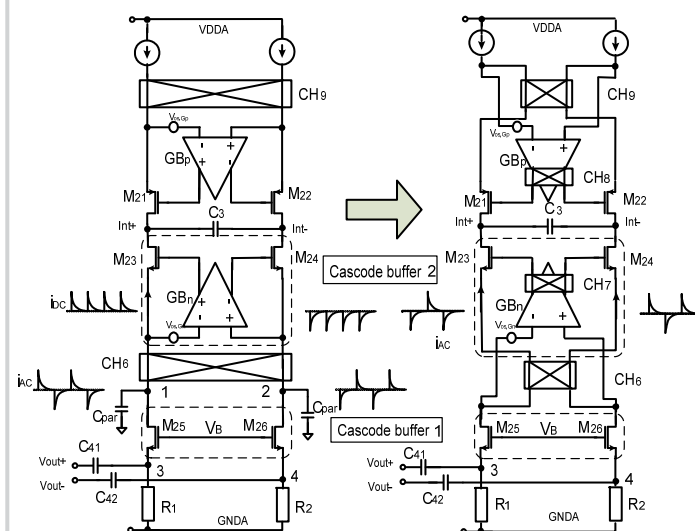 VDDA
CH9
Vos,Gp
- +
GBp
+ -
M21
M22
C3
Int+
Int-
M23
M24
GBn
+ -
- +
iDC
CH6
iAC
1
2
Cpar
Cpar
M25
VB
M26
C41
Vout+
3
Vout-
4
C42
R1
R2
GNDA
Cascode buffer 2
Cascode buffer 1
VDDA
CH9
Vos,Gp
- +
GBp
+ -
CH8
M21
M22
C3
Int+
Int-
M23
M24
CH7
GBn
+ -
- +
Vos,Gn
iAC
iAC
CH6
M25
VB
M26
C41
Vout+
3
Vout-
4
C42
R1
R2
GNDA